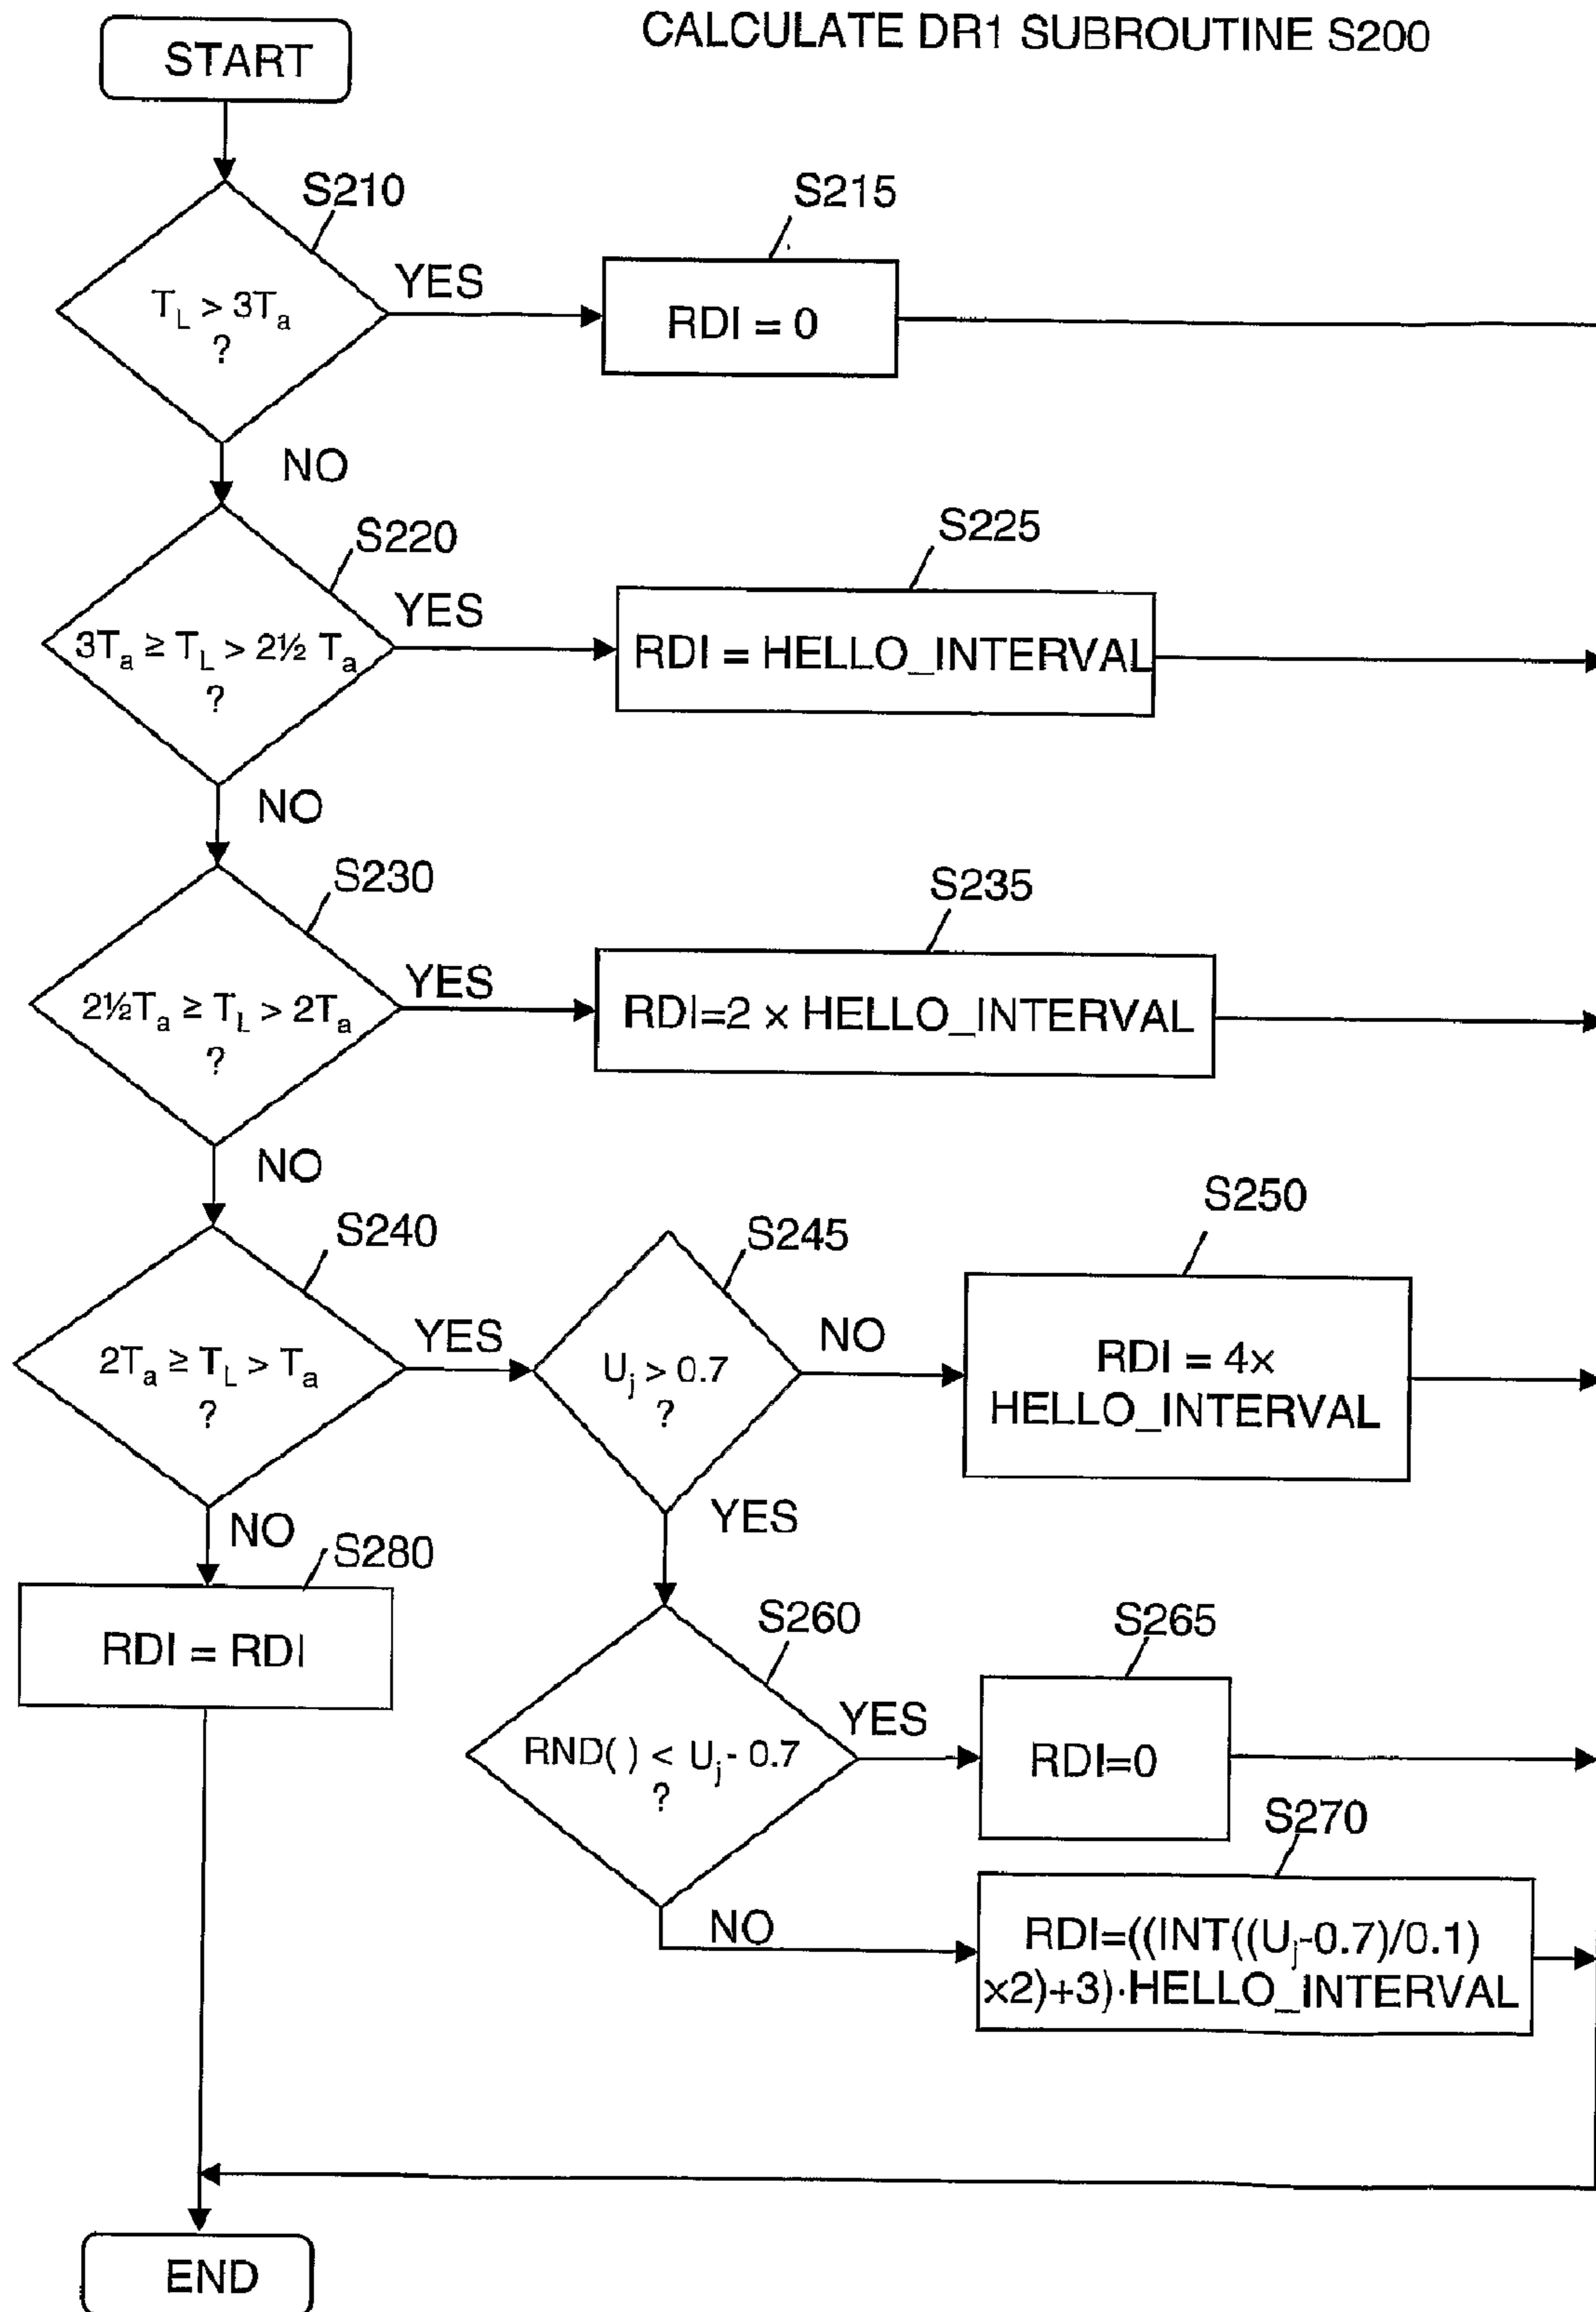 CALCULATE DR1 SUBROUTINE S200
START
S210
S215
T_L > 3T_a
?
YES
RDI = 0
NO
S220
S225
3T_a ≥ T_L > 2½ T_a
?
YES
RDI = HELLO_INTERVAL
NO
S230
S235
2½T_a ≥ T_L > 2T_a
?
YES
RDI=2 × HELLO_INTERVAL
NO
S240
S245
S250
2T_a ≥ T_L > T_a
?
YES
U_j > 0.7
?
NO
RDI = 4×
HELLO_INTERVAL
NO
YES
S280
RDI = RDI
S260
S265
RND( ) < U_j- 0.7
?
YES
RDI=0
S270
NO
RDI=((INT((U_j-0.7)/0.1)
×2)+3)·HELLO_INTERVAL
END